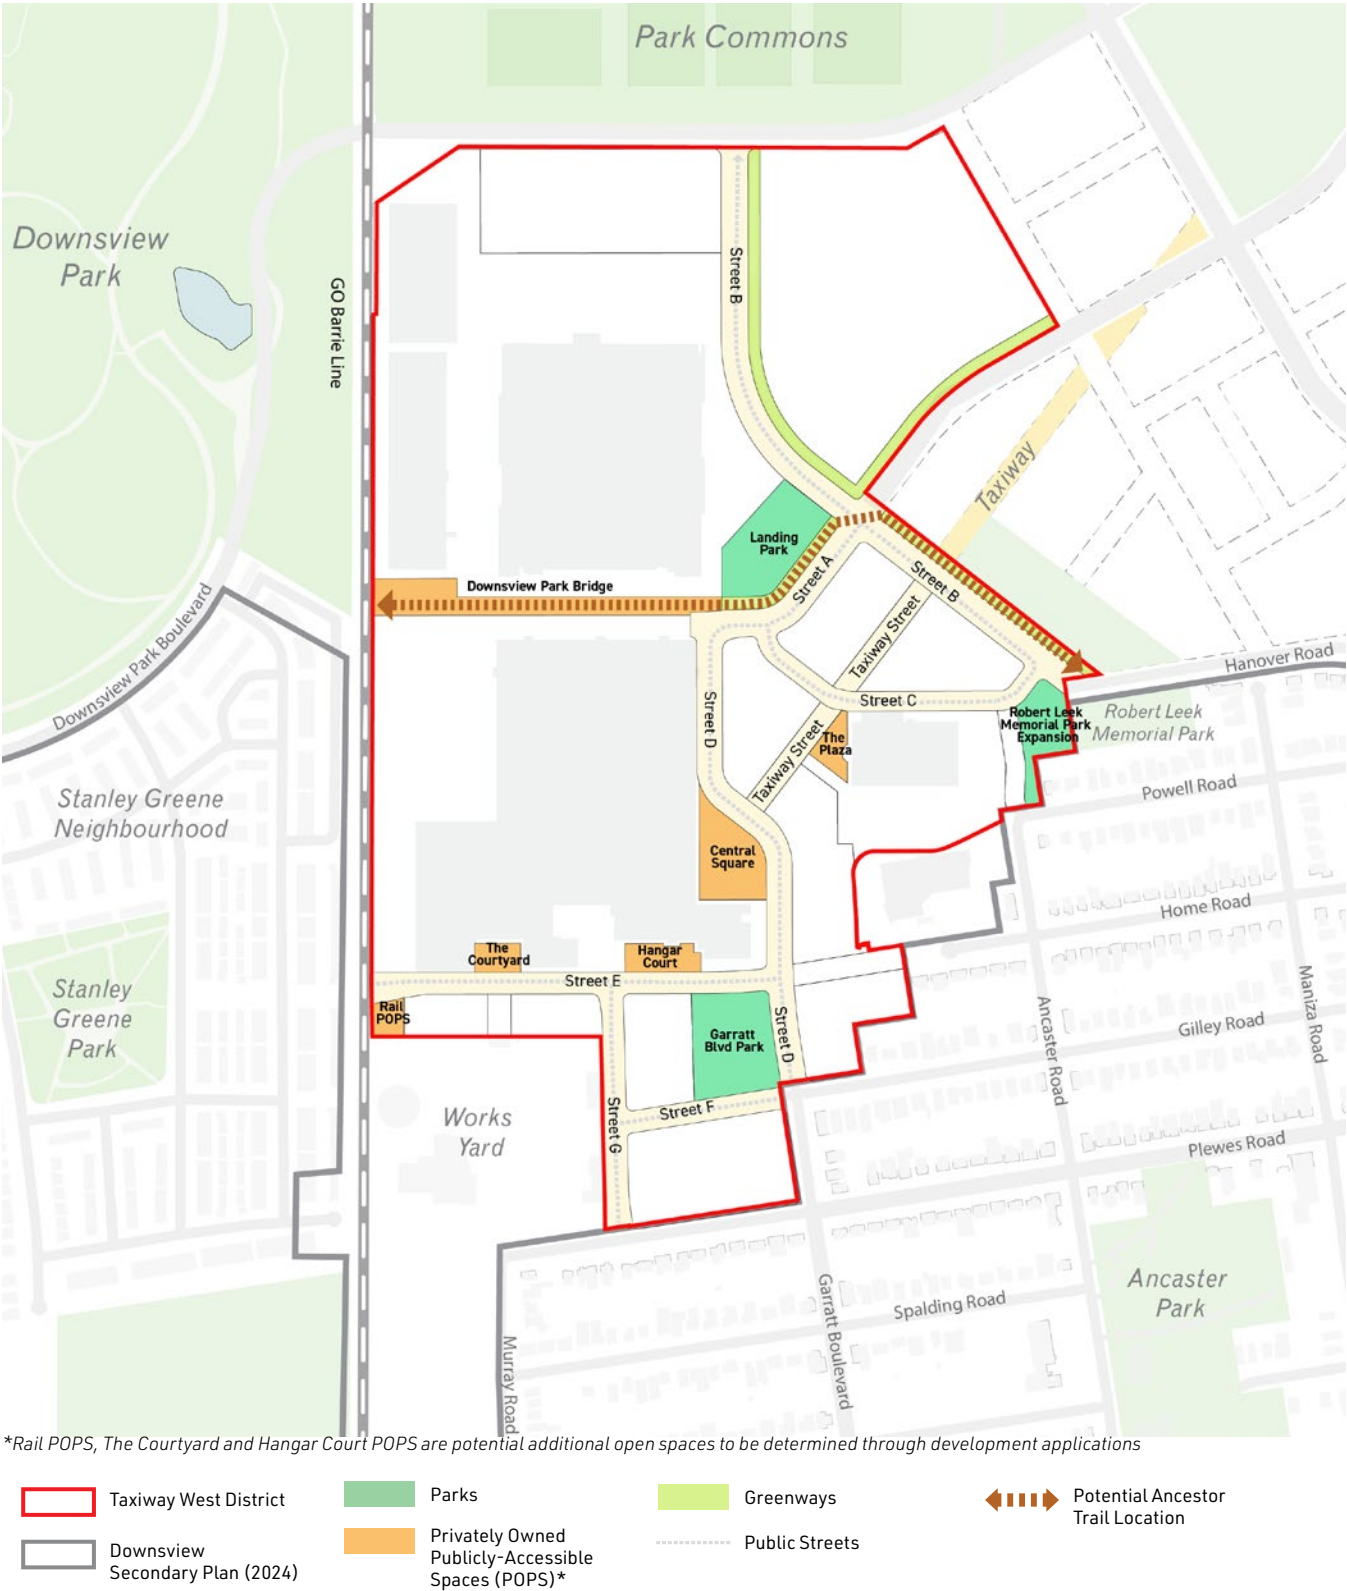 Park Commons
Downsview
Park
GO Barrie Line
Street B
Taxiway
Landing
Park
Street A
Downsview Park Bridge
Street B
Taxiway Street
Downsview Park Boulevard
Hanover Road
Street C
Street D
Robert Leek
Memorial Park
Expansion
Robert Leek
Memorial Park
The
Plaza
Taxiway Street
Powell Road
Stanley Greene
Neighbourhood
Central
Square
Home Road
The
Courtyard
Hangar
Court
Street E
Stanley
Greene
Park
Rail
POPS
Garratt
Blvd Park
Street D
Ancaster Road
Maniza Road
Gilley Road
Works
Yard
Street G
Street F
Plewes Road
Ancaster
Park
Spalding Road
Garratt Boulevard
Murray Road
*Rail POPS, The Courtyard and Hangar Court POPS are potential additional open spaces to be determined through development applications
Taxiway West District
Downsview
Secondary Plan (2024)
Parks
Privately Owned
Publicly-Accessible
Spaces (POPS)*
Greenways
Public Streets
Potential Ancestor
Trail Location